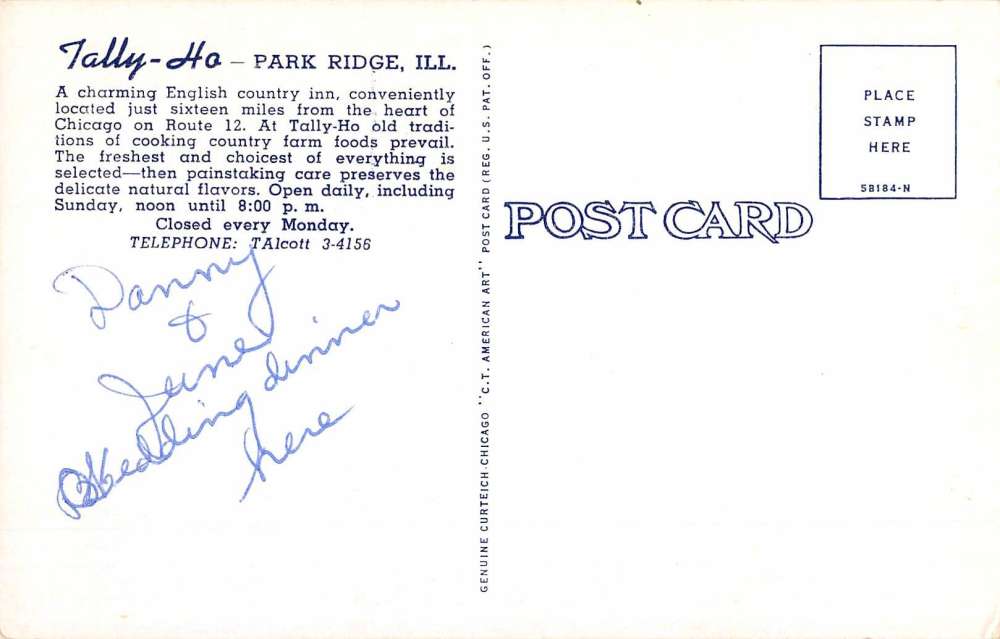 Tally-Ho — PARK RIDGE, ILL.
A charming English country inn, conveniently
located just sixteen miles from the heart of
Chicago on Route 12. At Tally-Ho old tradi-
tions of cooking country farm foods prevail.
The freshest and choicest of everything is
selected—then painstaking care preserves the
delicate natural flavors. Open daily, including
Sunday, noon until 8:00 p. m.
Closed every Monday.
TELEPHONE: TAlcott 3-4156
Danny
&
June
Wedding dinner
here
GENUINE CURTEICH-CHICAGO "C.T. AMERICAN ART" POST CARD (REG. U.S. PAT. OFF.)
POST CARD
PLACE
STAMP
HERE
5B184-N